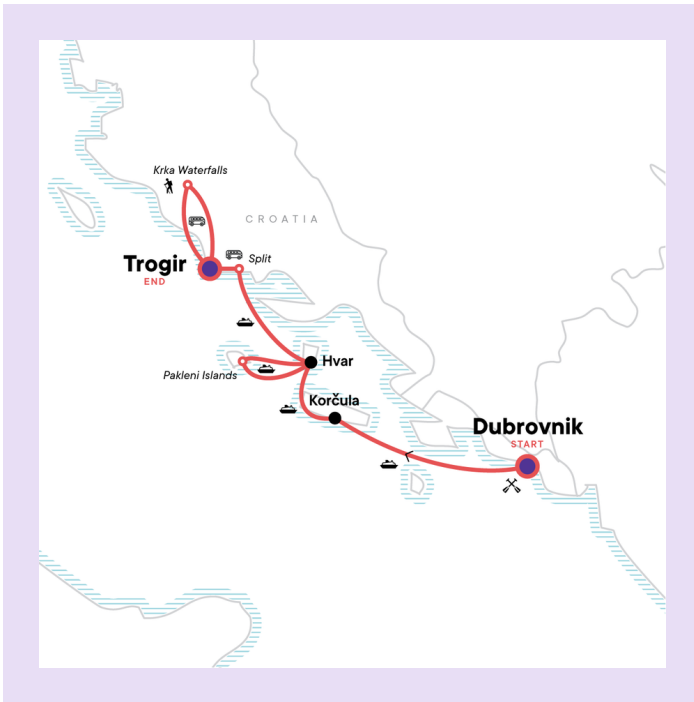 Krka Waterfalls
CROATIA
Split
Trogir
END
Hvar
Pakleni Islands
Korčula
Dubrovnik
START